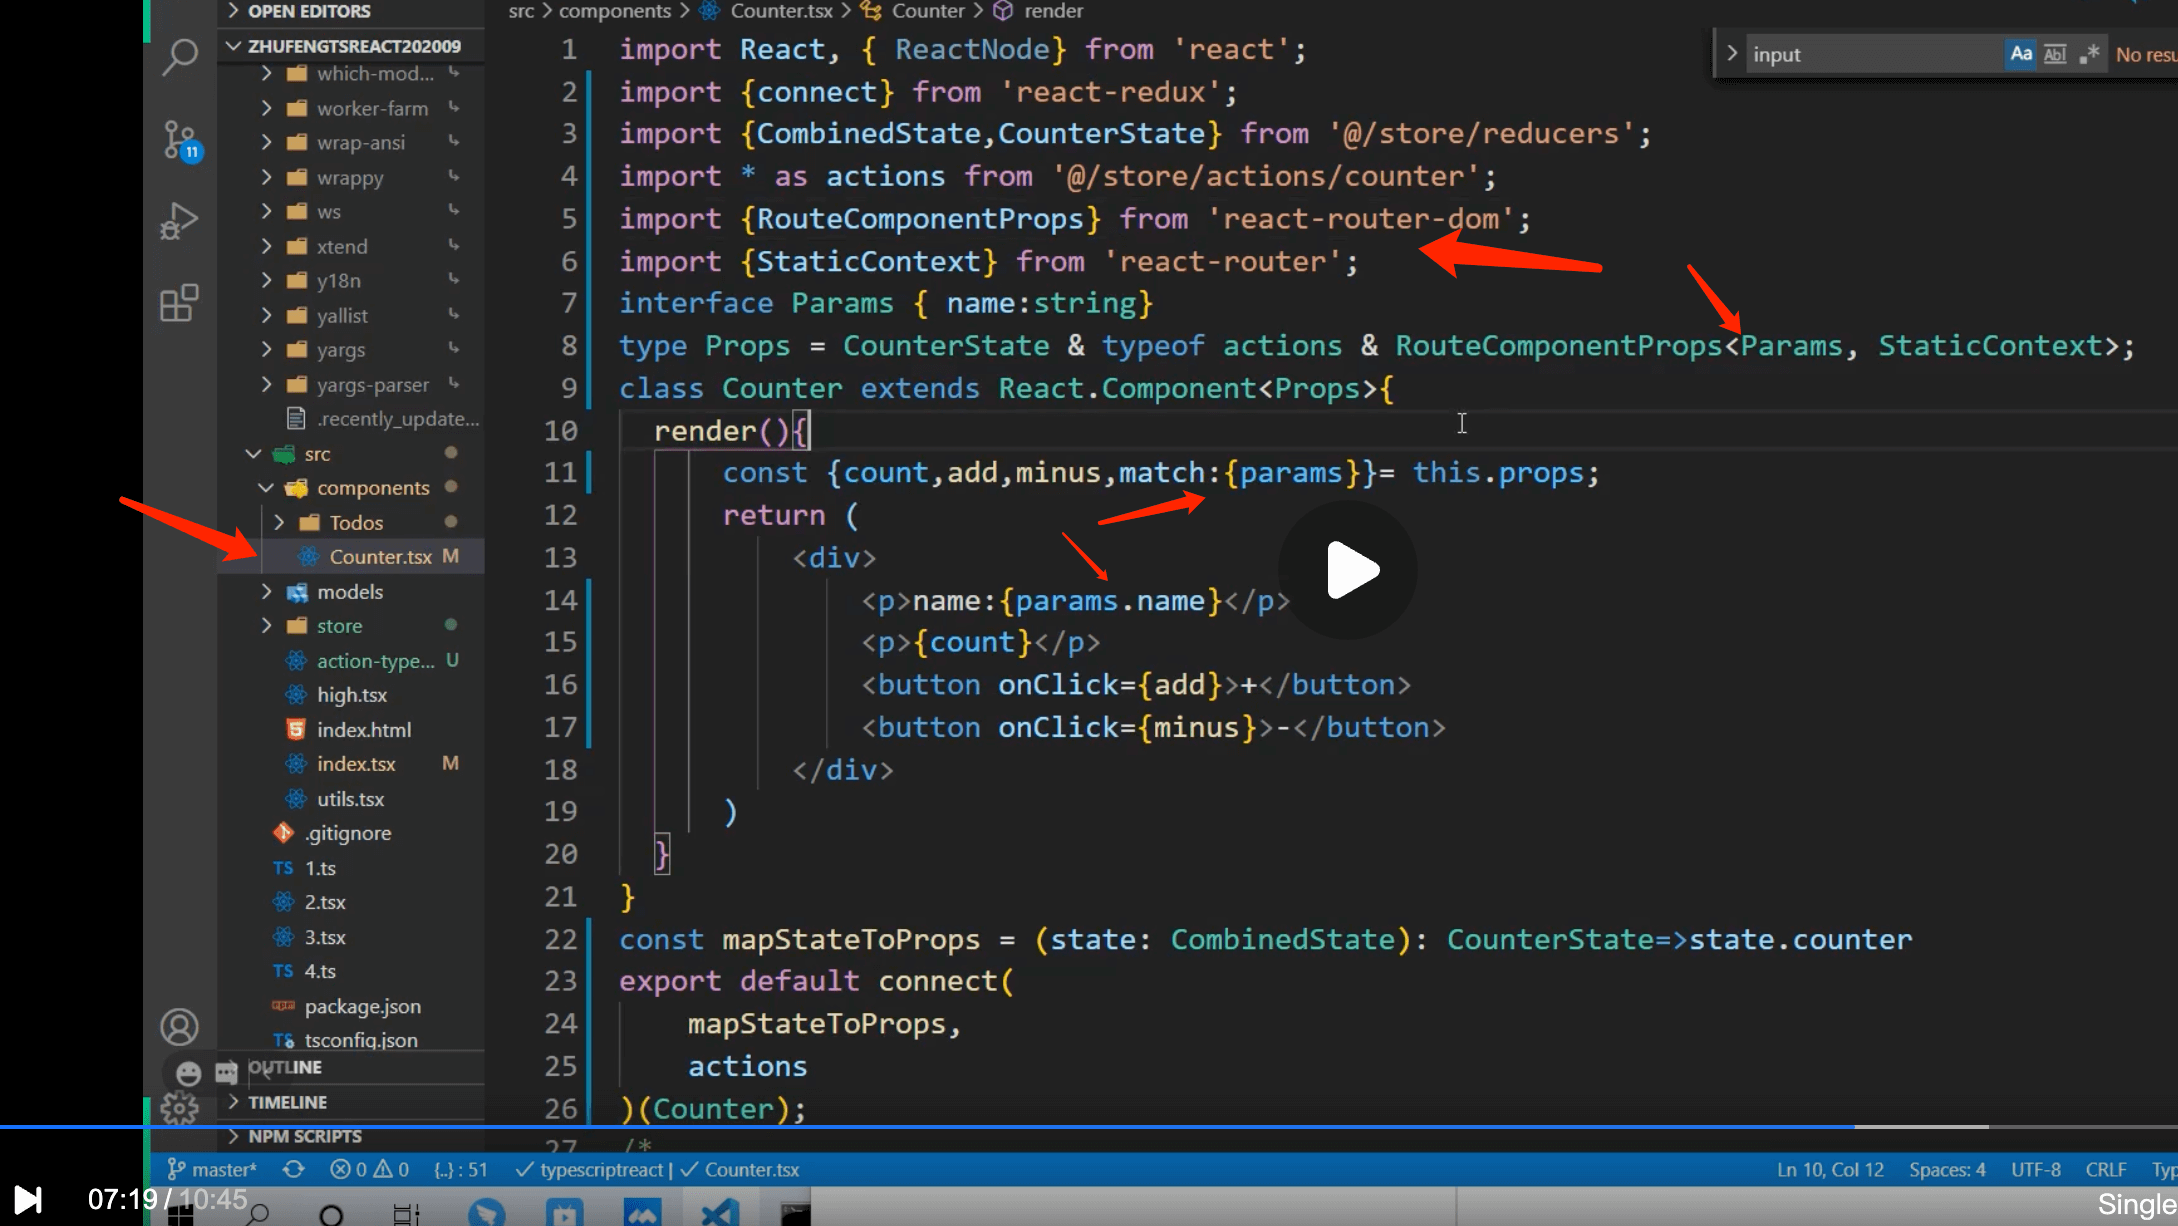 OPEN EDITORS
ZHUFENGTSREACT202009
which-mod...
worker-farm
wrap-ansi
wrappy
ws
xtend
y18n
yallist
yargs
yargs-parser
.recently_update...
src
components
Todos
Counter.tsx M
models
store
action-type... U
high.tsx
index.html
index.tsx M
utils.tsx
.gitignore
TS 1.ts
2.tsx
3.tsx
TS 4.ts
package.json
tsconfig.json
OUTLINE
TIMELINE
NPM SCRIPTS
11
src > components > Counter.tsx > Counter > render
input Aa Abl .* No resu
1 import React, { ReactNode} from 'react';
2 import {connect} from 'react-redux';
3 import {CombinedState,CounterState} from '@/store/reducers';
4 import * as actions from '@/store/actions/counter';
5 import {RouteComponentProps} from 'react-router-dom';
6 import {StaticContext} from 'react-router';
7 interface Params { name:string}
8 type Props = CounterState & typeof actions & RouteComponentProps<Params, StaticContext>;
9 class Counter extends React.Component<Props>{
10 render(){
11 const {count,add,minus,match:{params}}= this.props;
12 return (
13 <div>
14 <p>name:{params.name}</p>
15 <p>{count}</p>
16 <button onClick={add}>+</button>
17 <button onClick={minus}>-</button>
18 </div>
19 )
20 }
21 }
22 const mapStateToProps = (state: CombinedState): CounterState=>state.counter
23 export default connect(
24 mapStateToProps,
25 actions
26 )(Counter);
27 /*
master* 0 0 {..} : 51 typescriptreact | Counter.tsx Ln 10, Col 12 Spaces: 4 UTF-8 CRLF Typ
07:19 / 10:45
Single